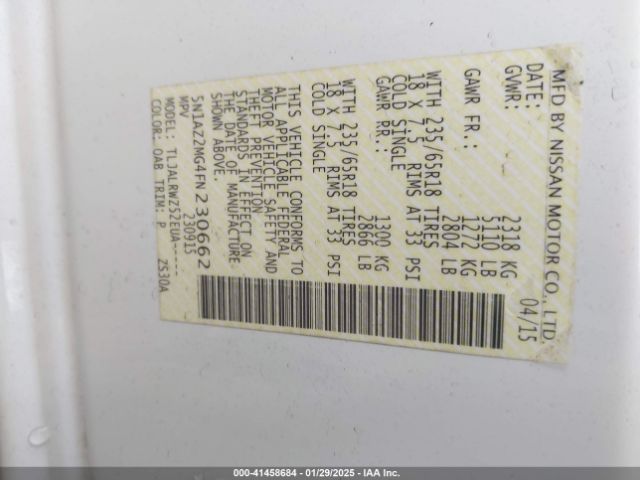 MFD BY NISSAN MOTOR CO., LTD.
DATE: 04/15
GVWR: 2318 KG
5110 LB
GAWR FR.: 1272 KG
2804 LB
WITH 235/65R18 TIRES
18 X 7.5 RIMS AT 33 PSI
COLD SINGLE
GAWR RR.: 1300 KG
2866 LB
WITH 235/65R18 TIRES
18 X 7.5 RIMS AT 33 PSI
COLD SINGLE
THIS VEHICLE CONFORMS TO
ALL APPLICABLE FEDERAL
MOTOR VEHICLE SAFETY AND
THEFT PREVENTION
STANDARDS IN EFFECT ON
THE DATE OF MANUFACTURE
SHOWN ABOVE.
5N1AZ2MG4FN230662
MPV 230915
MODEL: TLJALRWZ52EUA-----
COLOR: QAB TRIM: P ZS30A
000-41458684 - 01/29/2025 - IAA Inc.